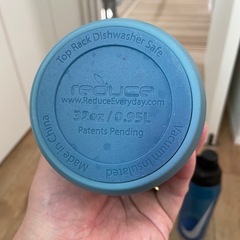 Top Rack Dishwasher Safe
reduce
www.ReduceEveryday.com
32oz / 0.95L
Patents Pending
Vacuum Insulated
Made in China